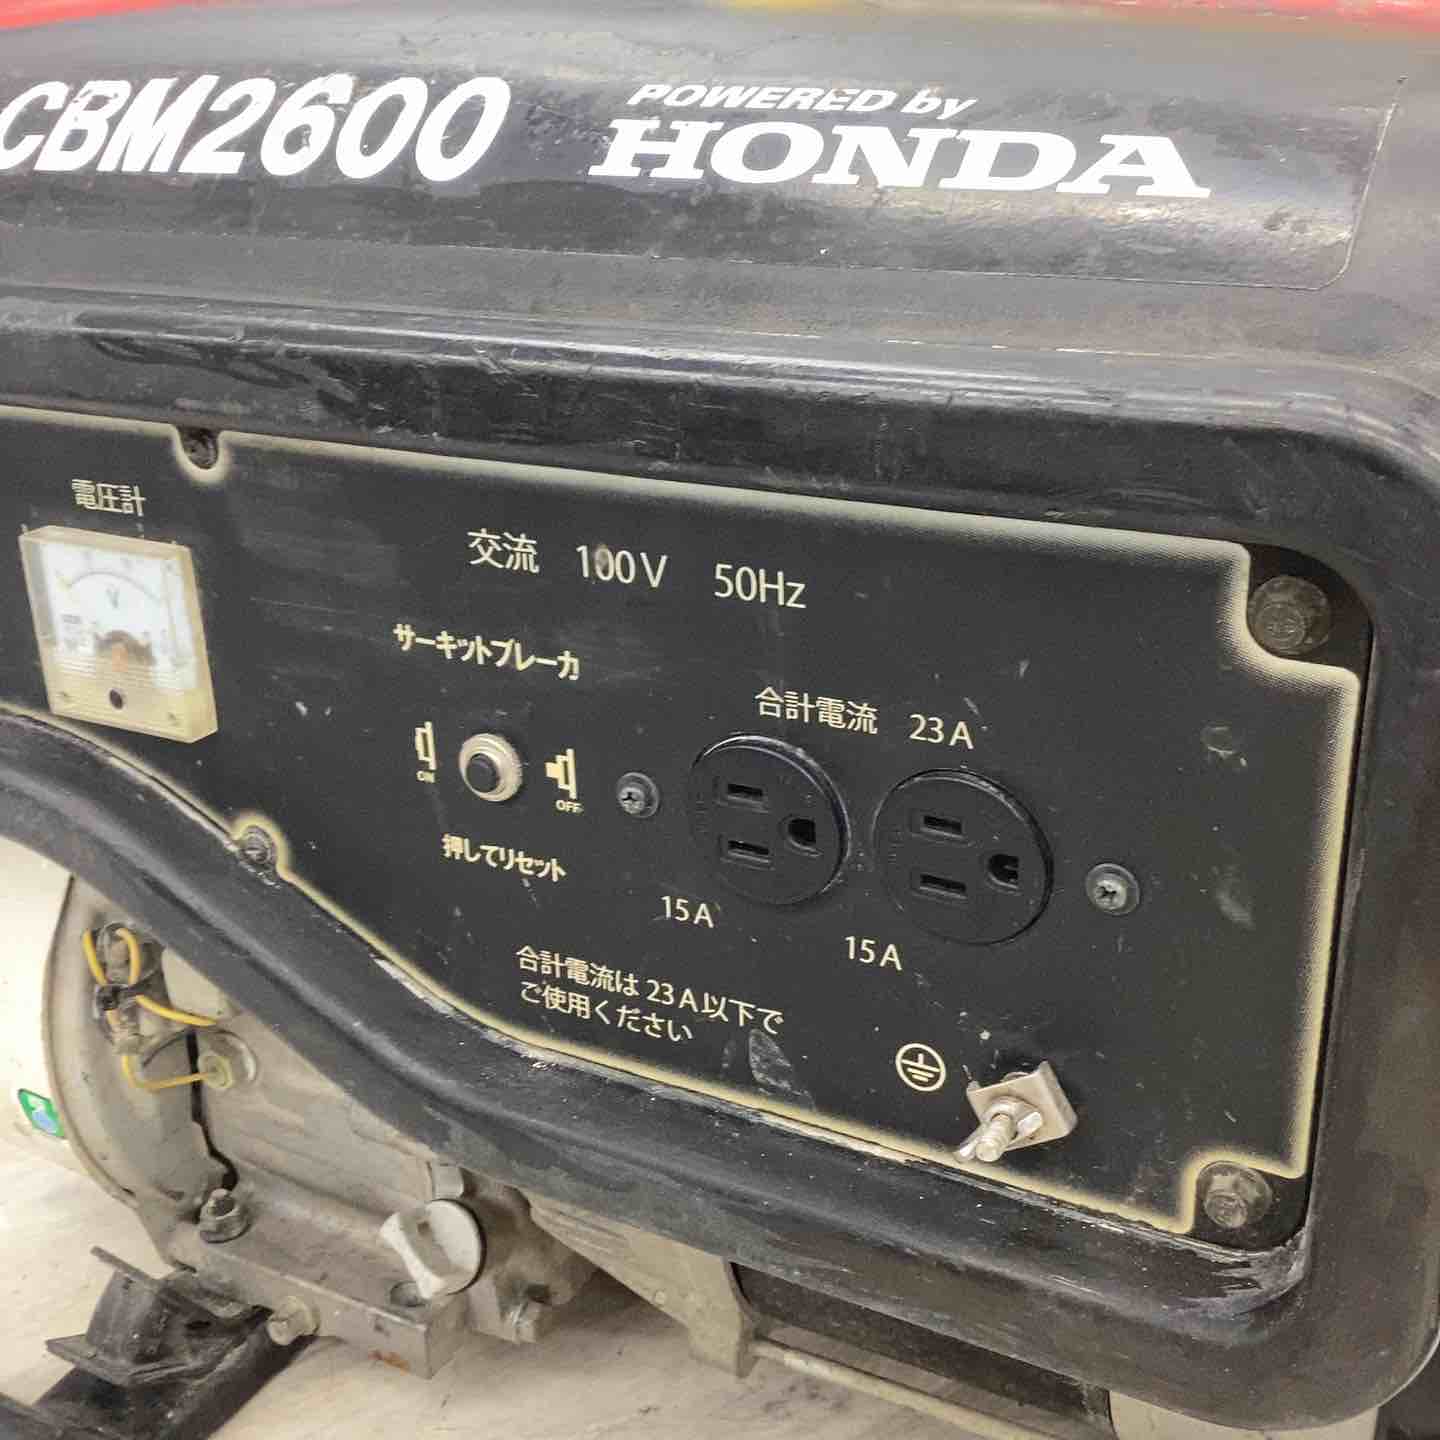 CBM2600
POWERED by
HONDA
電圧計
V
交流 100V 50Hz
サーキットブレーカ
ON
OFF
押してリセット
合計電流 23A
15A
15A
合計電流は23A以下で
ご使用ください